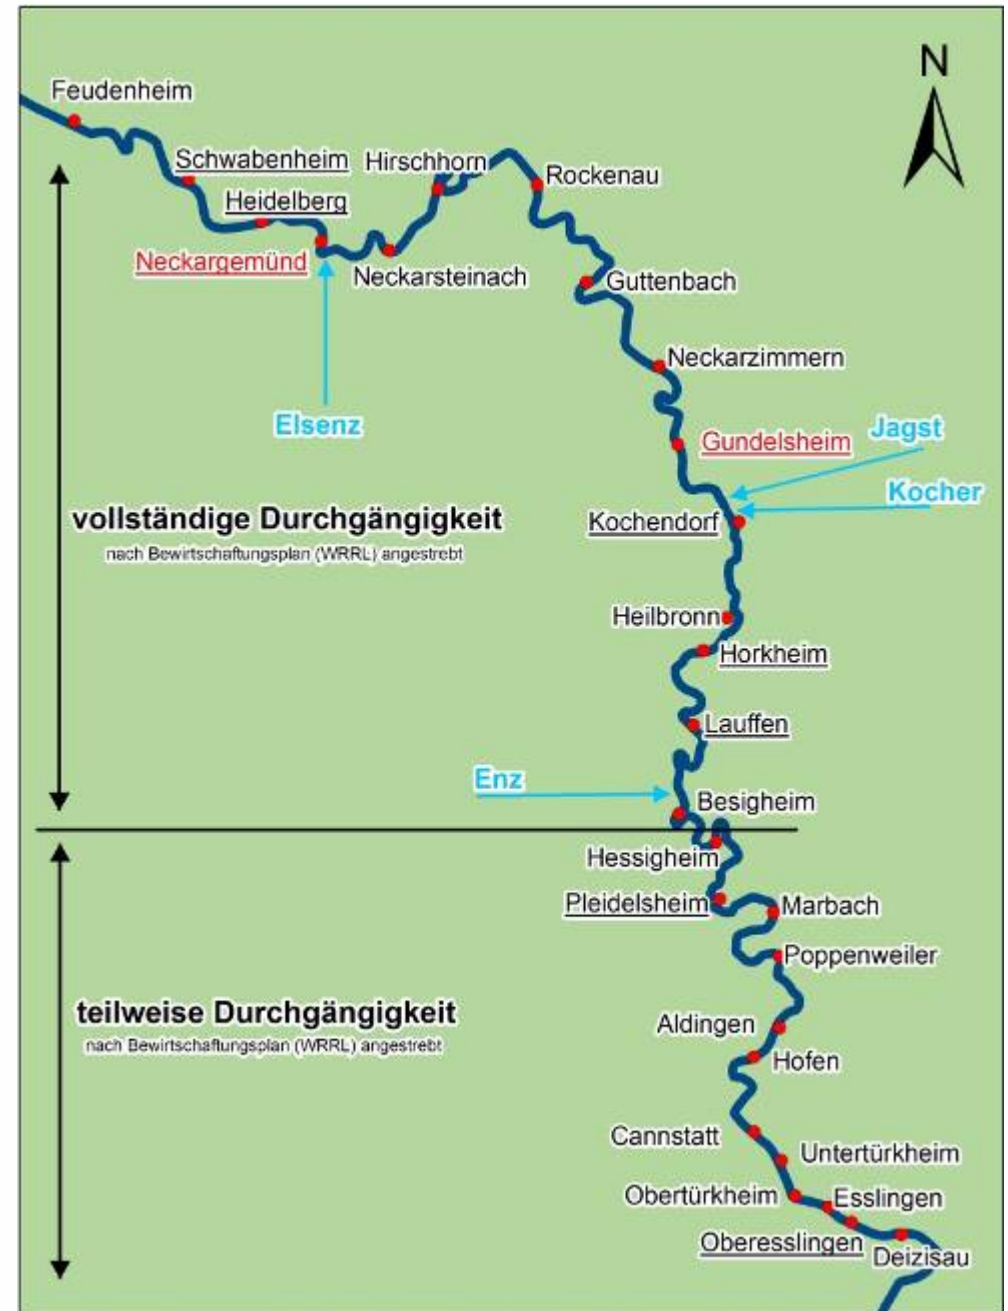 N
Feudenheim
Schwabenheim
Hirschhorn
Rockenau
Heidelberg
Neckargemünd
Neckarsteinach
Guttenbach
Neckarzimmern
Elsenz
Gundelsheim
Jagst
Kocher
vollständige Durchgängigkeit
nach Bewirtschaftungsplan (WRRL) angestrebt
Kochendorf
Heilbronn
Horkheim
Lauffen
Enz
Besigheim
Hessigheim
Pleidelsheim
Marbach
Poppenweiler
teilweise Durchgängigkeit
nach Bewirtschaftungsplan (WRRL) angestrebt
Aldingen
Hofen
Cannstatt
Untertürkheim
Obertürkheim
Esslingen
Oberesslingen
Deizisau